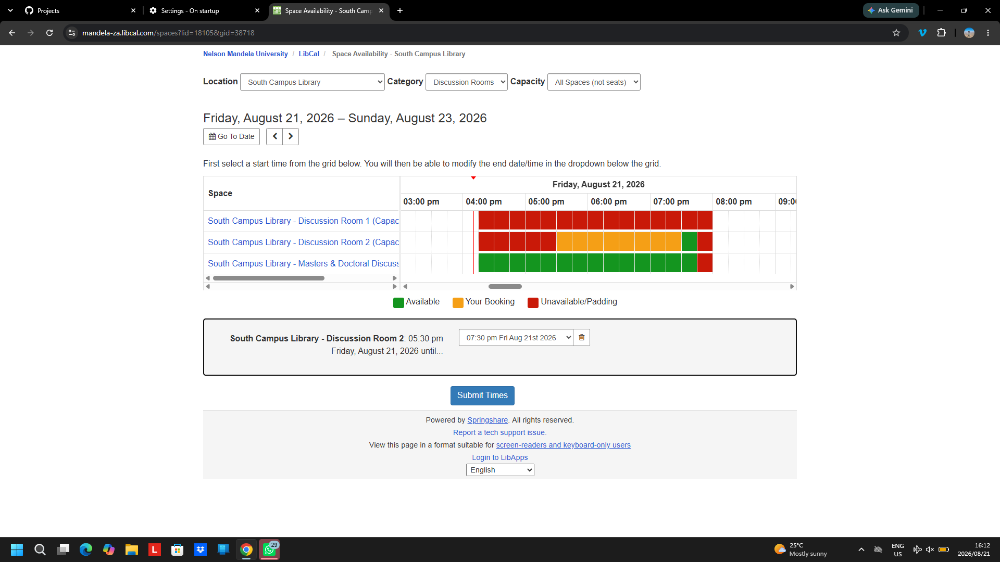 Projects
Settings - On startup
Space Availability - South Camp
Ask Gemini
mandela-za.libcal.com/spaces?lid=18105&gid=38718
Nelson Mandela University / LibCal / Space Availability - South Campus Library
Location South Campus Library Category Discussion Rooms Capacity All Spaces (not seats)
Friday, August 21, 2026 – Sunday, August 23, 2026
Go To Date
First select a start time from the grid below. You will then be able to modify the end date/time in the dropdown below the grid.
Space
Friday, August 21, 2026
03:00 pm 04:00 pm 05:00 pm 06:00 pm 07:00 pm 08:00 pm 09:00
South Campus Library - Discussion Room 1 (Capac
South Campus Library - Discussion Room 2 (Capac
South Campus Library - Masters & Doctoral Discuss
Available Your Booking Unavailable/Padding
South Campus Library - Discussion Room 2: 05:30 pm
Friday, August 21, 2026 until...
07:30 pm Fri Aug 21st 2026
Submit Times
Powered by Springshare. All rights reserved.
Report a tech support issue.
View this page in a format suitable for screen-readers and keyboard-only users
Login to LibApps
English
L
29
25°C
Mostly sunny
ENG
US
16:12
2026/08/21